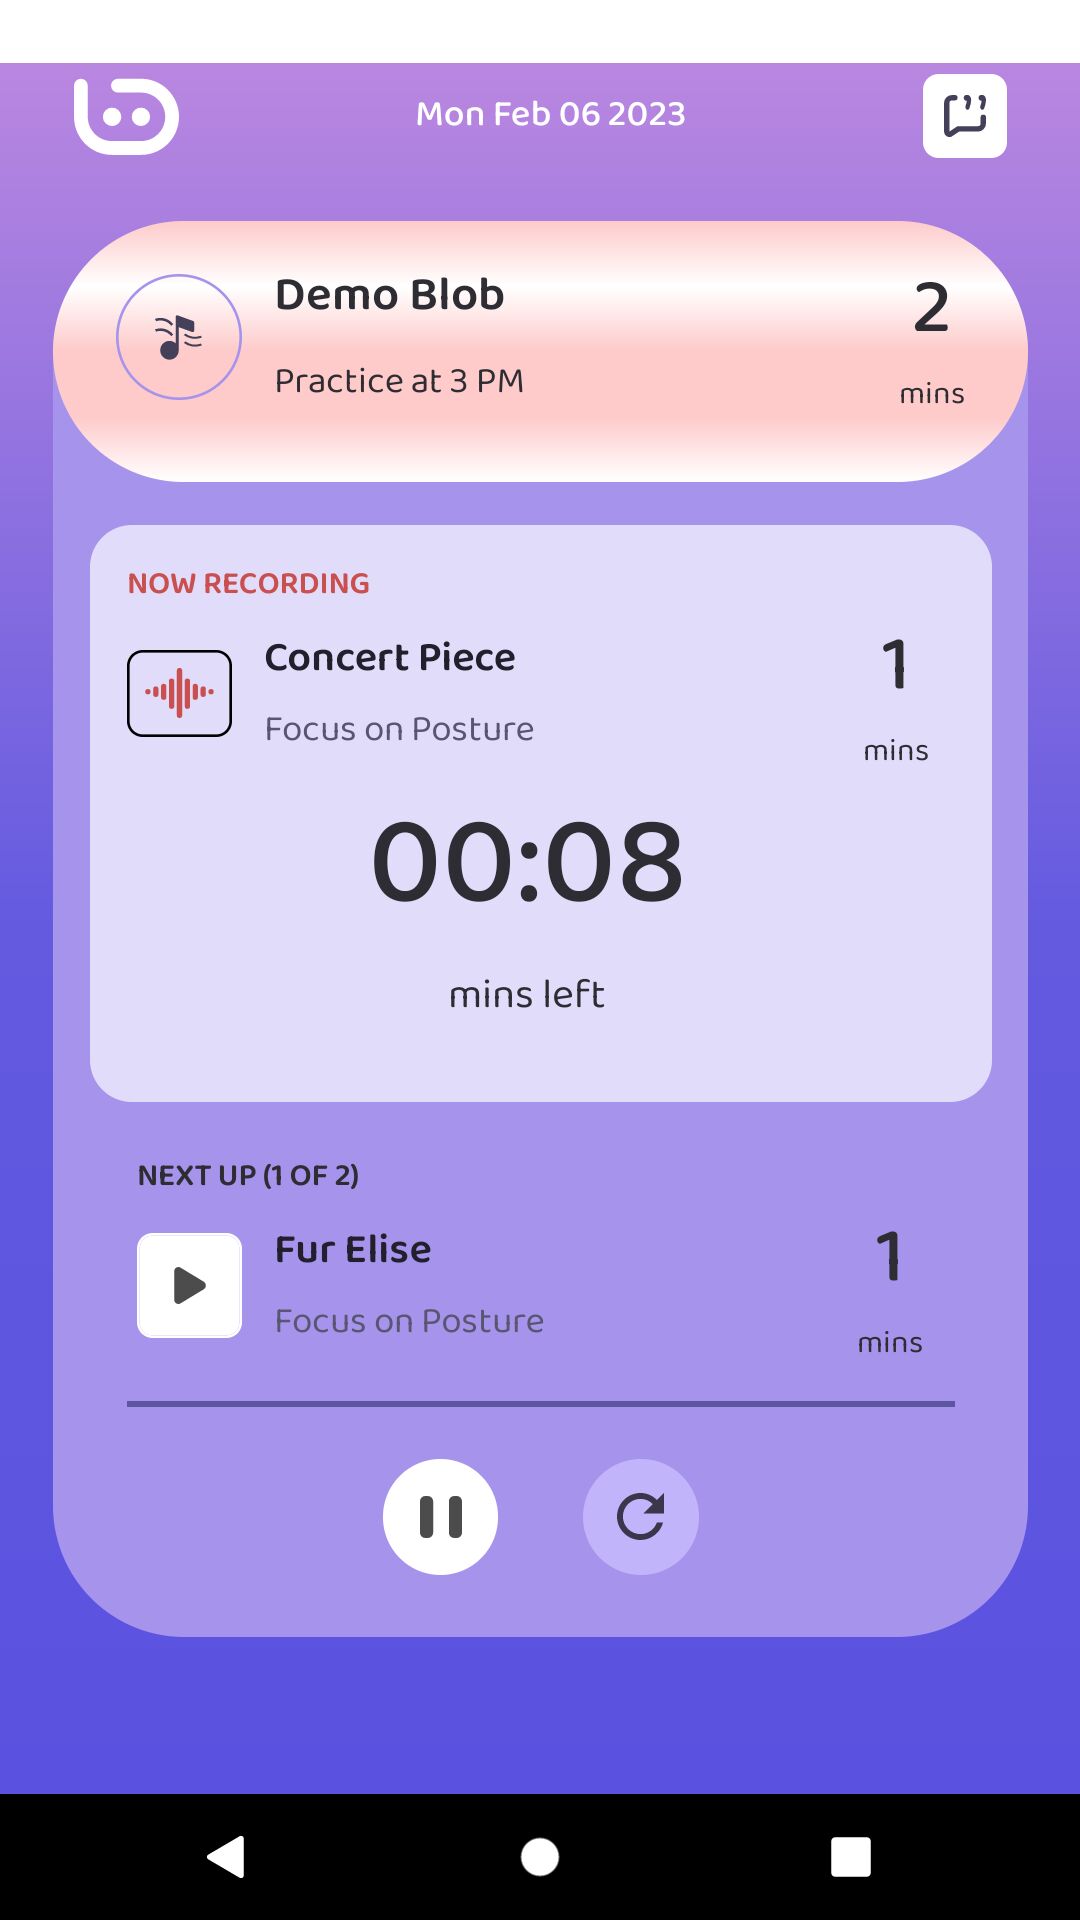 Mon Feb 06 2023
Demo Blob
2
Practice at 3 PM
mins
NOW RECORDING
Concert Piece
1
Focus on Posture
mins
00:08
mins left
NEXT UP (1 OF 2)
Fur Elise
1
Focus on Posture
mins